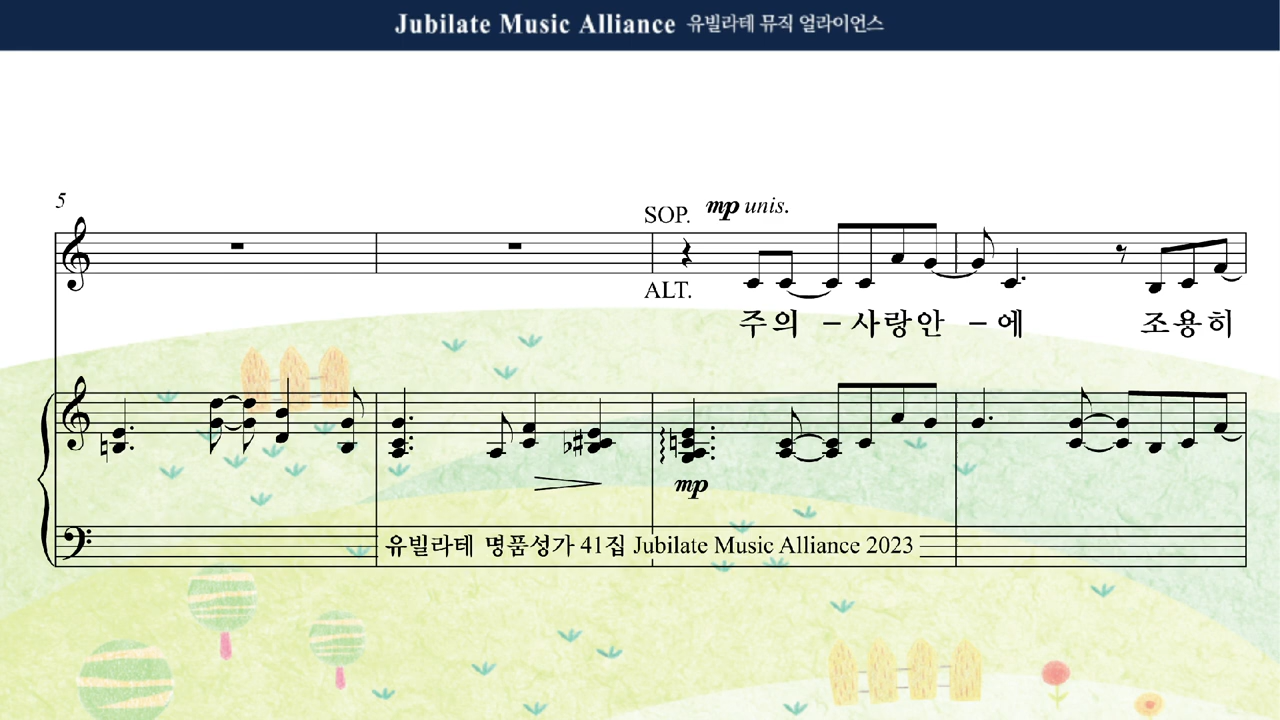 Jubilate Music Alliance 유빌라테 뮤직 얼라이언스
5
SOP. mp unis.
ALT.
주의 - 사랑안 - 에 조용히
mp
유빌라테 명품성가 41집 Jubilate Music Alliance 2023